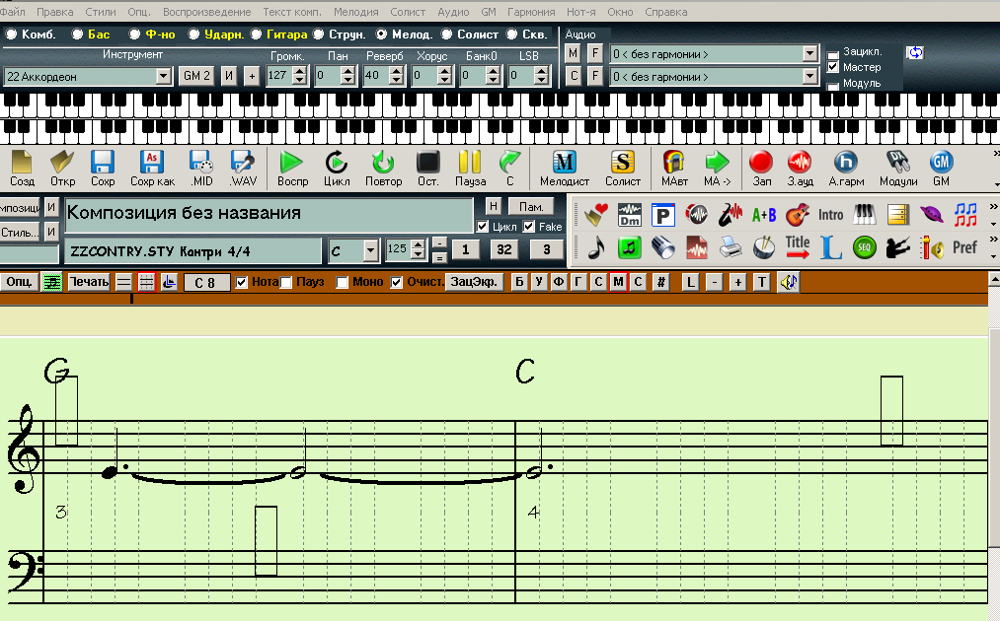 Файл Правка Стили Опц. Воспроизведение Текст комп. Мелодия Солист Аудио GM Гармония Нот-я Окно Справка
Комб. Бас Ф-но Ударн. Гитара Струн. Мелод. Солист Скв. Аудио
Инструмент Громк. Пан Реверб Хорус Банк0 LSB
M F 0 < без гармонии > Зацикл.
22 Аккордеон GM 2 И + 127 0 40 0 0 0
C F 0 < без гармонии > Мастер
Модуль
Созд Откр Сохр Сохр как .MID .WAV Воспр Цикл Повтор Ост. Пауза С Мелодист Солист МАвт МА -> Зап З.ауд А.гарм Модули GM
мпозици И Композиция без названия Н Пам.
Стиль... И Цикл Fake
ZZCONTRY.STY Кантри 4/4 C 125 - = 1 32 3
Dm P A+B Intro
Title L SEQ Pref
Опц. Печать C 8 Нота Пауз Моно Очист. ЗацЭкр. Б У Ф Г С М С # L - + T
G C
3 4